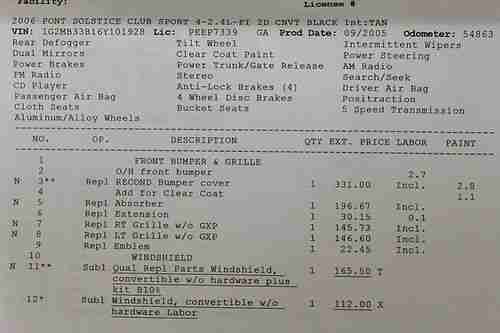 Facility:
License #
2006 PONT SOLSTICE CLUB SPORT 4-2.4L-FI 2D CNVT BLACK Int:TAN
VIN: 1G2MB33B16Y101928 Lic: PEEP7339 GA Prod Date: 09/2005 Odometer: 54863
Rear Defogger Tilt Wheel Intermittent Wipers
Dual Mirrors Clear Coat Paint Power Steering
Power Brakes Power Trunk/Gate Release AM Radio
FM Radio Stereo Search/Seek
CD Player Anti-Lock Brakes (4) Driver Air Bag
Passenger Air Bag 4 Wheel Disc Brakes Positraction
Cloth Seats Bucket Seats 5 Speed Transmission
Aluminum/Alloy Wheels
NO. OP. DESCRIPTION QTY EXT. PRICE LABOR PAINT
1 FRONT BUMPER & GRILLE
2 O/H front bumper 2.7
N 3** Repl RECOND Bumper cover 1 331.00 Incl. 2.8
4 Add for Clear Coat 1.1
N 5 Repl Absorber 1 196.67 Incl.
6 Repl Extension 1 30.15 0.1
N 7 Repl RT Grille w/o GXP 1 145.73 Incl.
N 8 Repl LT Grille w/o GXP 1 146.60 Incl.
9 Repl Emblem 1 22.45 Incl.
10 WINDSHIELD
N 11** Subl Qual Repl Parts Windshield, 1 165.50 T
convertible w/o hardware plus
kit $10%
12* Subl Windshield, convertible w/o 1 112.00 X
hardware Labor